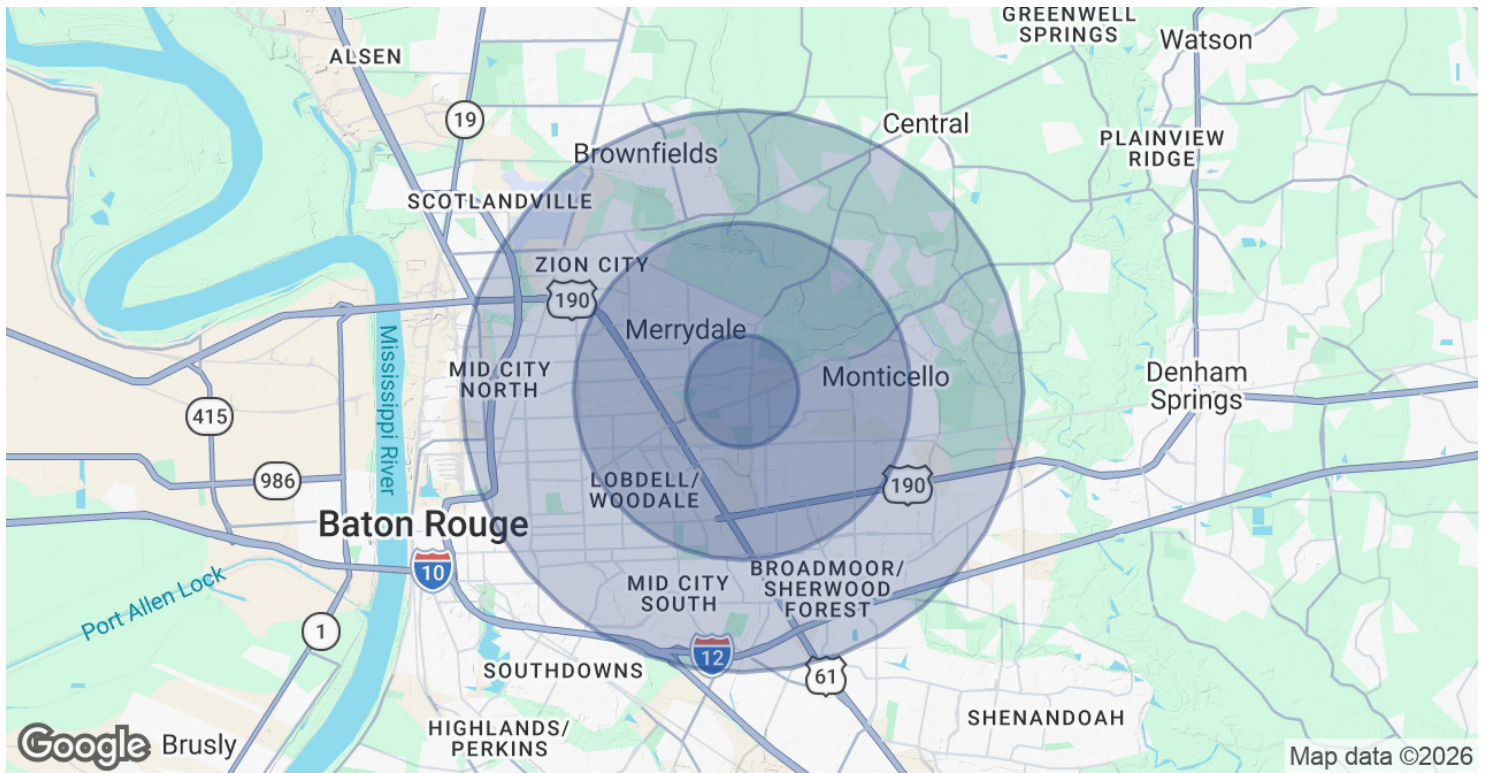 GREENWELL
SPRINGS
Watson
ALSEN
19
Central
Brownfields
PLAINVIEW
RIDGE
SCOTLANDVILLE
ZION CITY
190
Merrydale
Mississippi River
MID CITY
NORTH
Monticello
Denham
Springs
415
986
LOBDELL/
WOODALE
190
Baton Rouge
10
BROADMOOR/
SHERWOOD
FOREST
MID CITY
SOUTH
Port Allen Lock
1
12
SOUTHDOWNS
61
SHENANDOAH
HIGHLANDS/
PERKINS
Google
Brusly
Map data ©2026